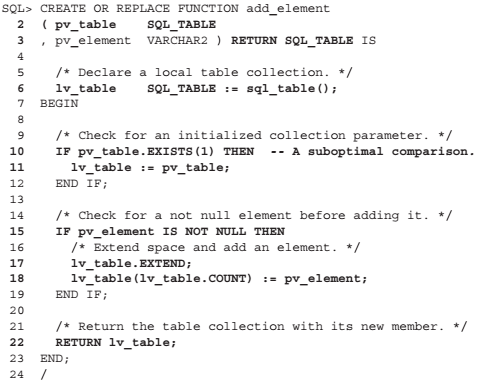 SQL> CREATE OR REPLACE FUNCTION add_element
2 ( pv_table SQL_TABLE
3 , pv_element VARCHAR2 ) RETURN SQL_TABLE IS
4
5 /* Declare a local table collection. */
6 lv_table SQL_TABLE := sql_table();
7 BEGIN
8
9 /* Check for an initialized collection parameter. */
10 IF pv_table.EXISTS(1) THEN -- A suboptimal comparison.
11 lv_table := pv_table;
12 END IF;
13
14 /* Check for a not null element before adding it. */
15 IF pv_element IS NOT NULL THEN
16 /* Extend space and add an element. */
17 lv_table.EXTEND;
18 lv_table(lv_table.COUNT) := pv_element;
19 END IF;
20
21 /* Return the table collection with its new member. */
22 RETURN lv_table;
23 END;
24 /